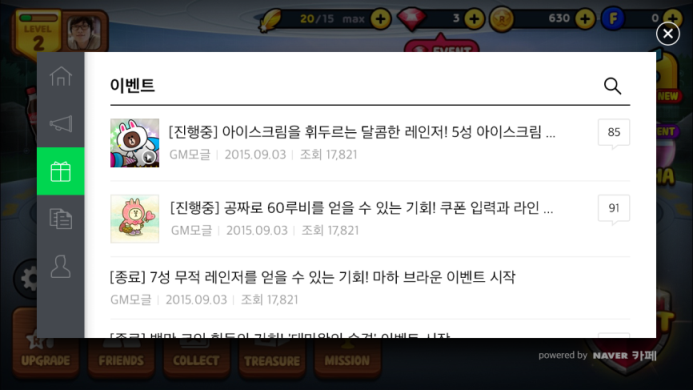 LEVEL
2
20/15 max
3
630
0
EVENT
이벤트
[진행중] 아이스크림을 휘두르는 달콤한 레인저! 5성 아이스크림 ...
85
GM모글 | 2015.09.03 | 조회 17,821
[진행중] 공짜로 60루비를 얻을 수 있는 기회! 쿠폰 입력과 라인 ...
91
GM모글 | 2015.09.03 | 조회 17,821
[종료] 7성 무적 레인저를 얻을 수 있는 기회! 마하 브라운 이벤트 시작
GM모글 | 2015.09.03 | 조회 17,821
NEW
UPGRADE
FRIENDS
COLLECT
TREASURE
MISSION
powered by NAVER 카페